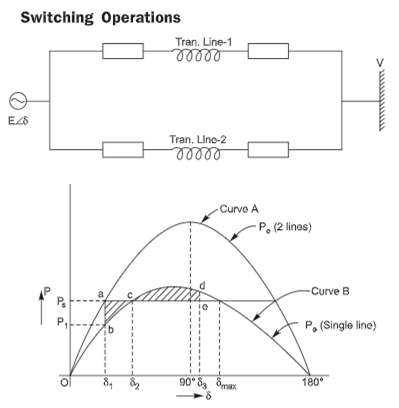 Switching Operations
Tran. Line-1
V
E∠δ
Tran. Line-2
Curve A
Pe (2 lines)
P
Ps
a
c
d
e
Curve B
P1
b
Pe (Single line)
O
δ1
δ2
90°
δ3
δmax
180°
δ